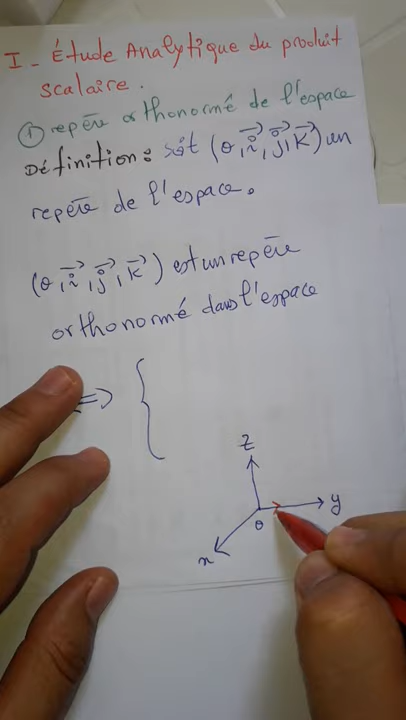 I - Étude Analytique du produit
scalaire.
① repère orthonormé de l'espace
Définition: soit (o, i, j, k) un
repère de l'espace.
(o, i, j, k) est un repère
orthonormé dans l'espace
<=> {
z
y
o
x